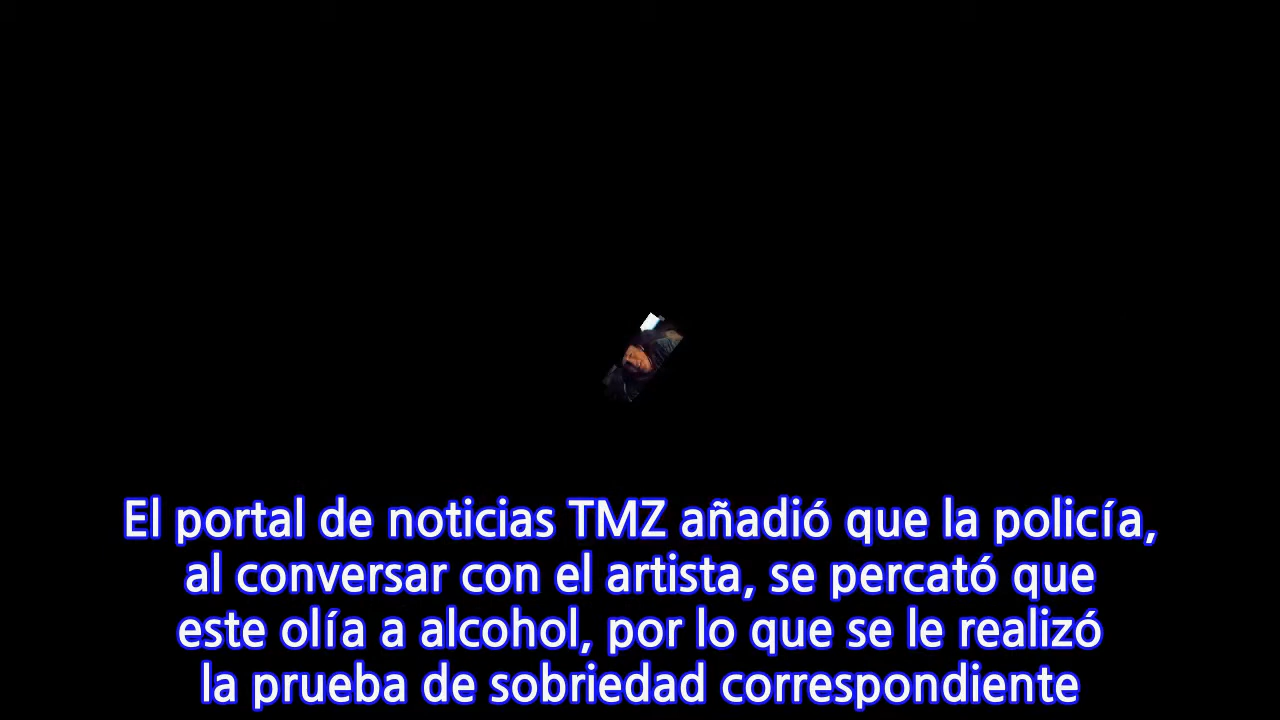 El portal de noticias TMZ añadió que la policía,
al conversar con el artista, se percató que
este olía a alcohol, por lo que se le realizó
la prueba de sobriedad correspondiente